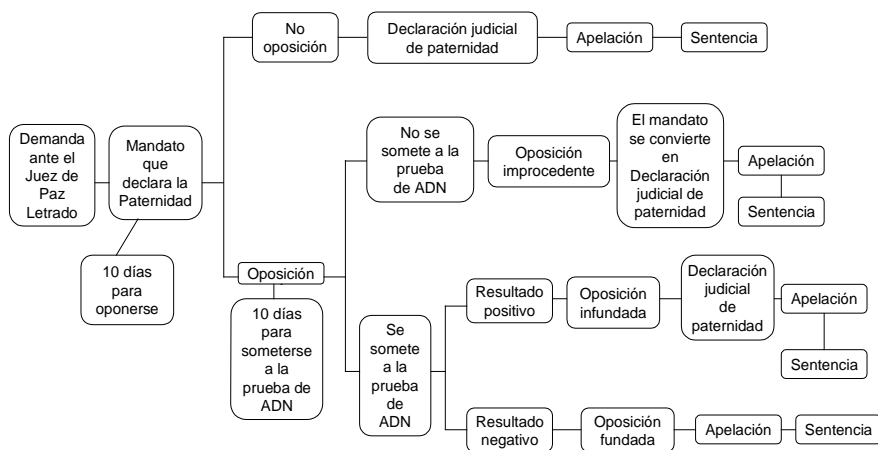 No
oposición
Declaración judicial
de paternidad
Apelación
Sentencia
Demanda
ante el
Juez de
Paz
Letrado
Mandato
que
declara la
Paternidad
10 días
para
oponerse
No se
somete a la
prueba
de ADN
Oposición
improcedente
El mandato
se convierte
en
Declaración
judicial de
paternidad
Apelación
Sentencia
Oposición
10 días
para
someterse
a la
prueba de
ADN
Se
somete
a la
prueba
de
ADN
Resultado
positivo
Oposición
infundada
Declaración
judicial
de
paternidad
Apelación
Sentencia
Resultado
negativo
Oposición
fundada
Apelación
Sentencia